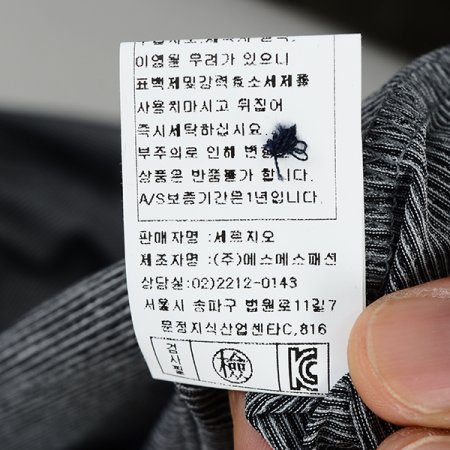 이염될 우려가 있으니
표백제및강력효소세제를
사용치마시고 뒤집어
즉시세탁하십시요.
부주의로 인해
상품은 반품불가 합니다.
A/S보증기간은1년입니다.
판매자명:세르지오
제조자명:(주)에스에스패션
상담실:02)2212-0143
서울시 송파구 법원로11길7
문정지식산업센타C,816
검사필
檢